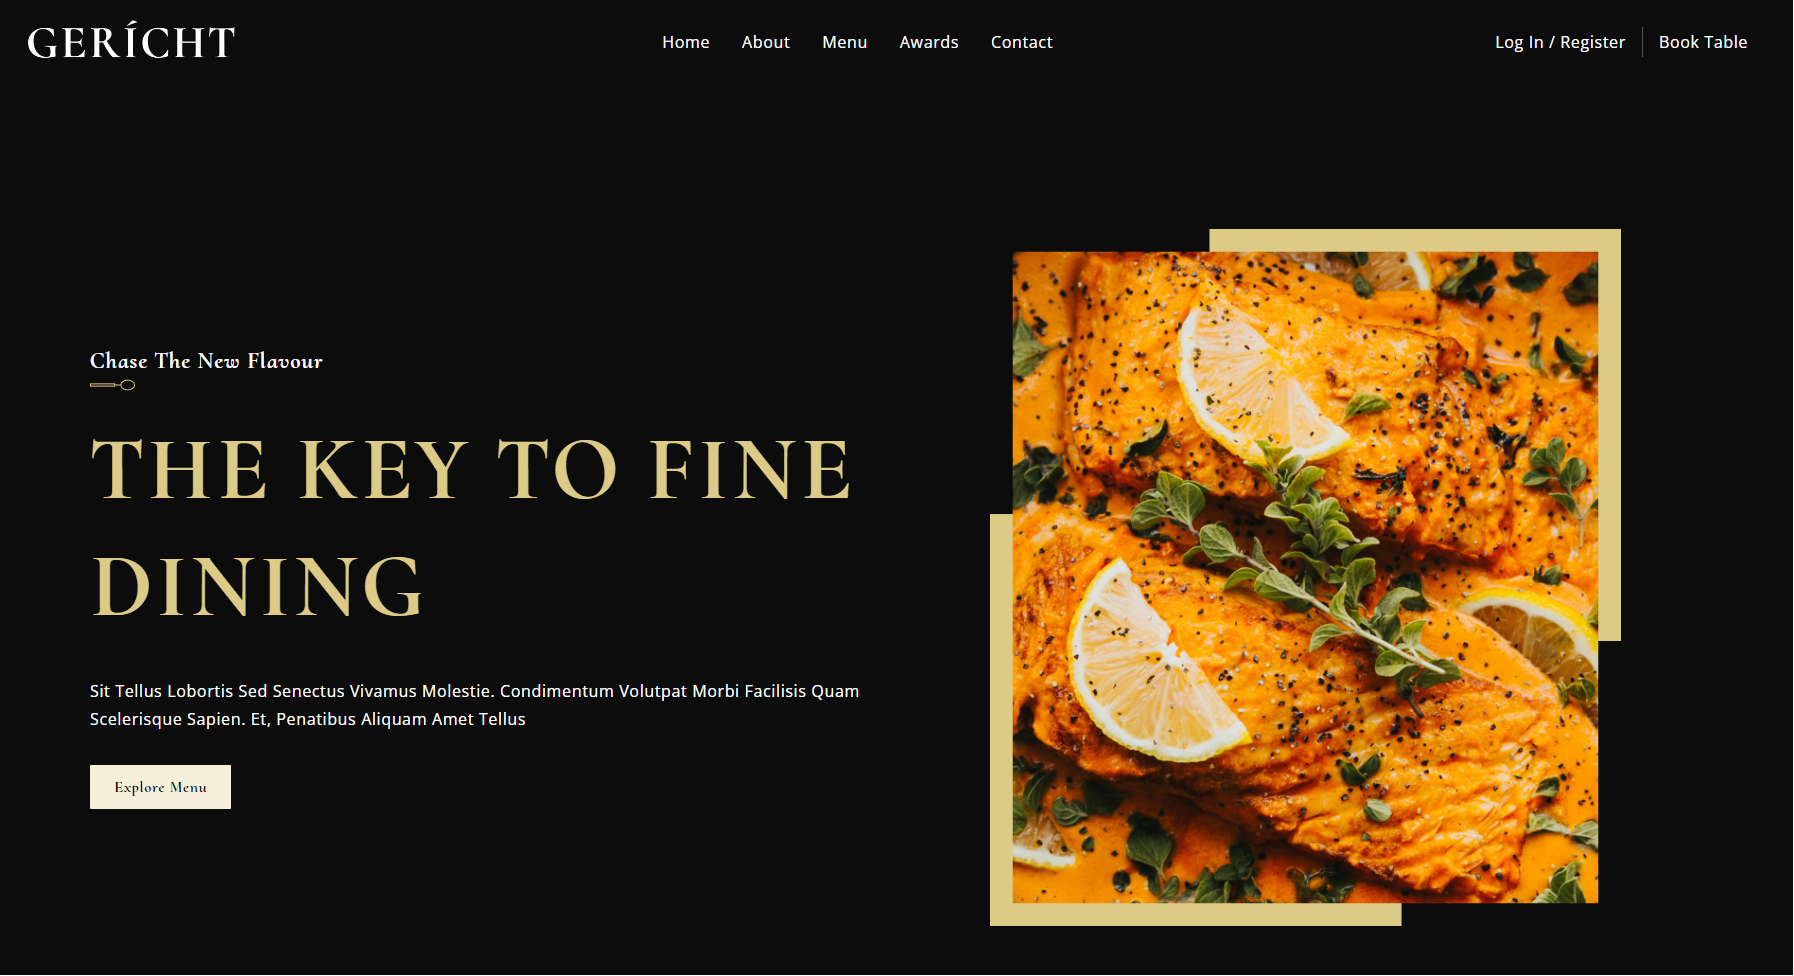 GERÍCHT
Home About Menu Awards Contact
Log In / Register Book Table
Chase The New Flavour
THE KEY TO FINE
DINING
Sit Tellus Lobortis Sed Senectus Vivamus Molestie. Condimentum Volutpat Morbi Facilisis Quam
Scelerisque Sapien. Et, Penatibus Aliquam Amet Tellus
Explore Menu